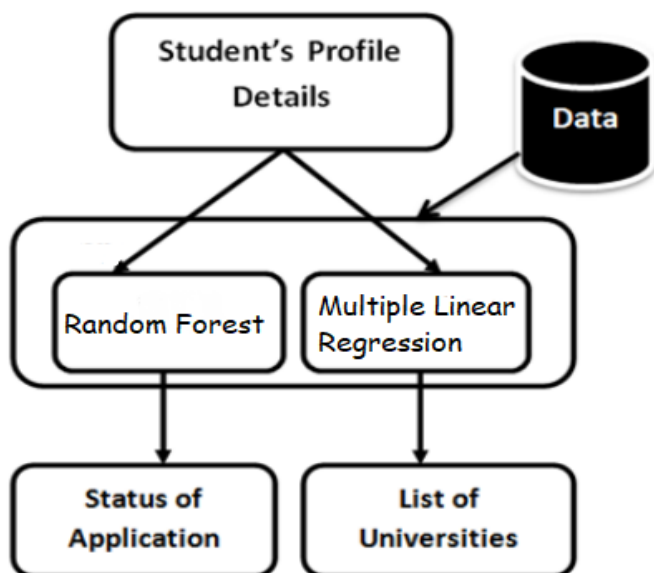 Student’s Profile
Details
Data
Random Forest
Multiple Linear
Regression
Status of
Application
List of
Universities